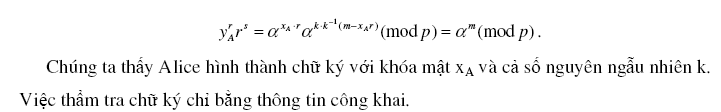 y_A^r r^s = α^{x_A·r} α^{k·k^{-1}(m−x_A r)} (mod p) = α^m (mod p).
Chúng ta thấy Alice hình thành chữ ký với khóa mật x_A và cả số nguyên ngẫu nhiên k.
Việc thẩm tra chữ ký chỉ bằng thông tin công khai.